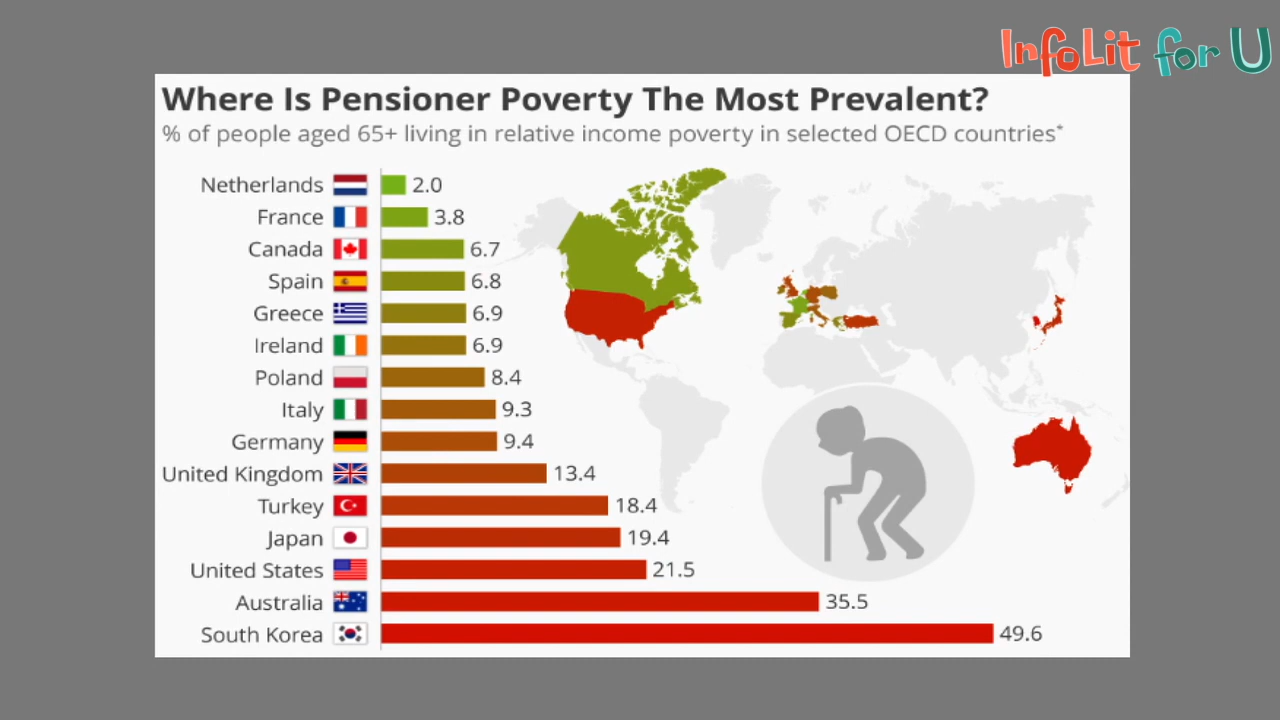 InfoLit for U
Where Is Pensioner Poverty The Most Prevalent?
% of people aged 65+ living in relative income poverty in selected OECD countries*
Netherlands 2.0
France 3.8
Canada 6.7
Spain 6.8
Greece 6.9
Ireland 6.9
Poland 8.4
Italy 9.3
Germany 9.4
United Kingdom 13.4
Turkey 18.4
Japan 19.4
United States 21.5
Australia 35.5
South Korea 49.6